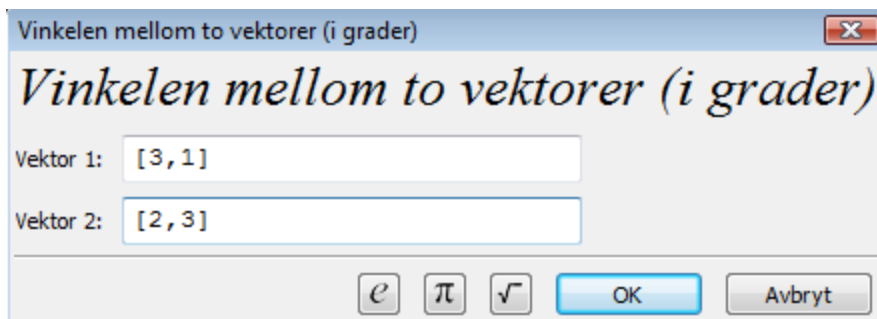 Vinkelen mellom to vektorer (i grader)
Vinkelen mellom to vektorer (i grader)
Vektor 1: [3,1]
Vektor 2: [2,3]
e π √ OK Avbryt